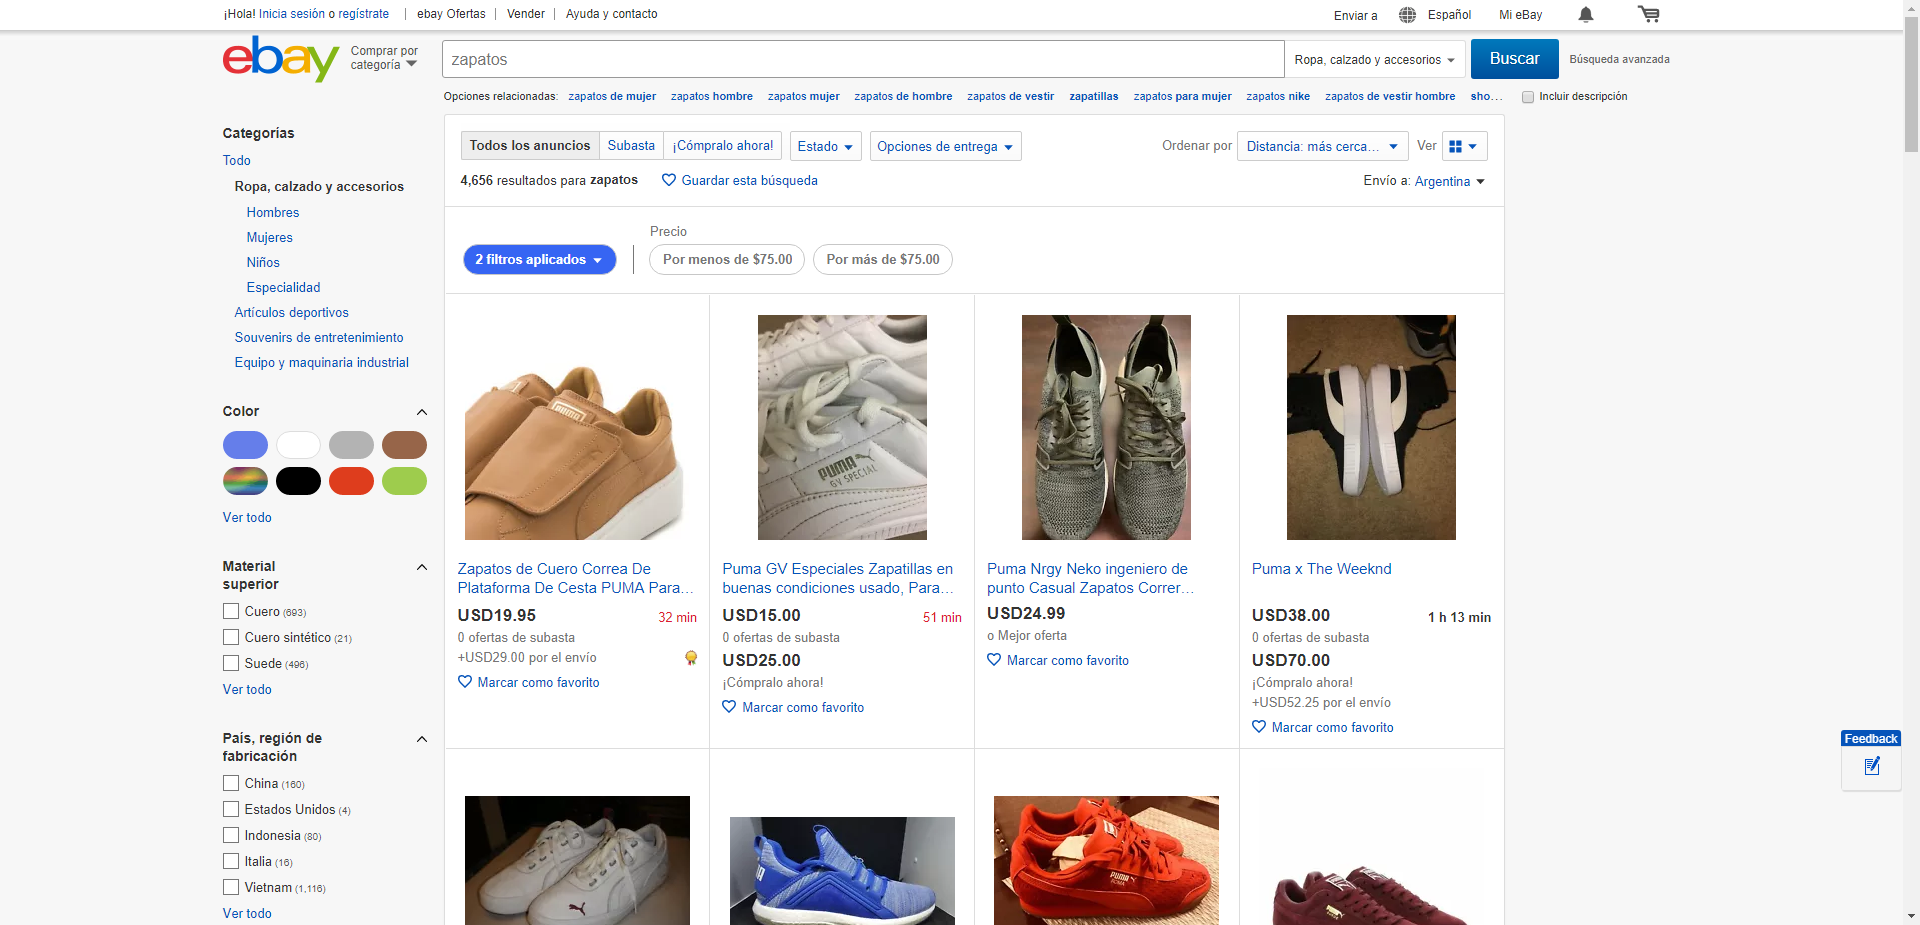 ¡Hola! Inicia sesión o regístrate
ebay Ofertas
Vender
Ayuda y contacto
Enviar a
Español
Mi eBay
ebay
Comprar por
categoría
zapatos
Ropa, calzado y accesorios
Buscar
Búsqueda avanzada
Opciones relacionadas: zapatos de mujer zapatos hombre zapatos mujer zapatos de hombre zapatos de vestir zapatillas zapatos para mujer zapatos nike zapatos de vestir hombre sho...
Incluir descripción
Categorías
Todo
Ropa, calzado y accesorios
Hombres
Mujeres
Niños
Especialidad
Artículos deportivos
Souvenirs de entretenimiento
Equipo y maquinaria industrial
Color
Ver todo
Material
superior
Cuero (693)
Cuero sintético (21)
Suede (496)
Ver todo
País, región de
fabricación
China (160)
Estados Unidos (4)
Indonesia (80)
Italia (16)
Vietnam (1,116)
Ver todo
Todos los anuncios
Subasta
¡Cómpralo ahora!
Estado
Opciones de entrega
Ordenar por
Distancia: más cerca...
Ver
4,656 resultados para zapatos
Guardar esta búsqueda
Envío a: Argentina
Precio
2 filtros aplicados
Por menos de $75.00
Por más de $75.00
PUMA
PUMA
GV SPECIAL
Zapatos de Cuero Correa De
Plataforma De Cesta PUMA Para...
USD19.95
32 min
0 ofertas de subasta
+USD29.00 por el envío
Marcar como favorito
Puma GV Especiales Zapatillas en
buenas condiciones usado, Para...
USD15.00
51 min
0 ofertas de subasta
USD25.00
¡Cómpralo ahora!
Marcar como favorito
Puma Nrgy Neko ingeniero de
punto Casual Zapatos Correr...
USD24.99
o Mejor oferta
Marcar como favorito
Puma x The Weeknd
USD38.00
1 h 13 min
0 ofertas de subasta
USD70.00
¡Cómpralo ahora!
+USD52.25 por el envío
Marcar como favorito
Feedback
PUMA